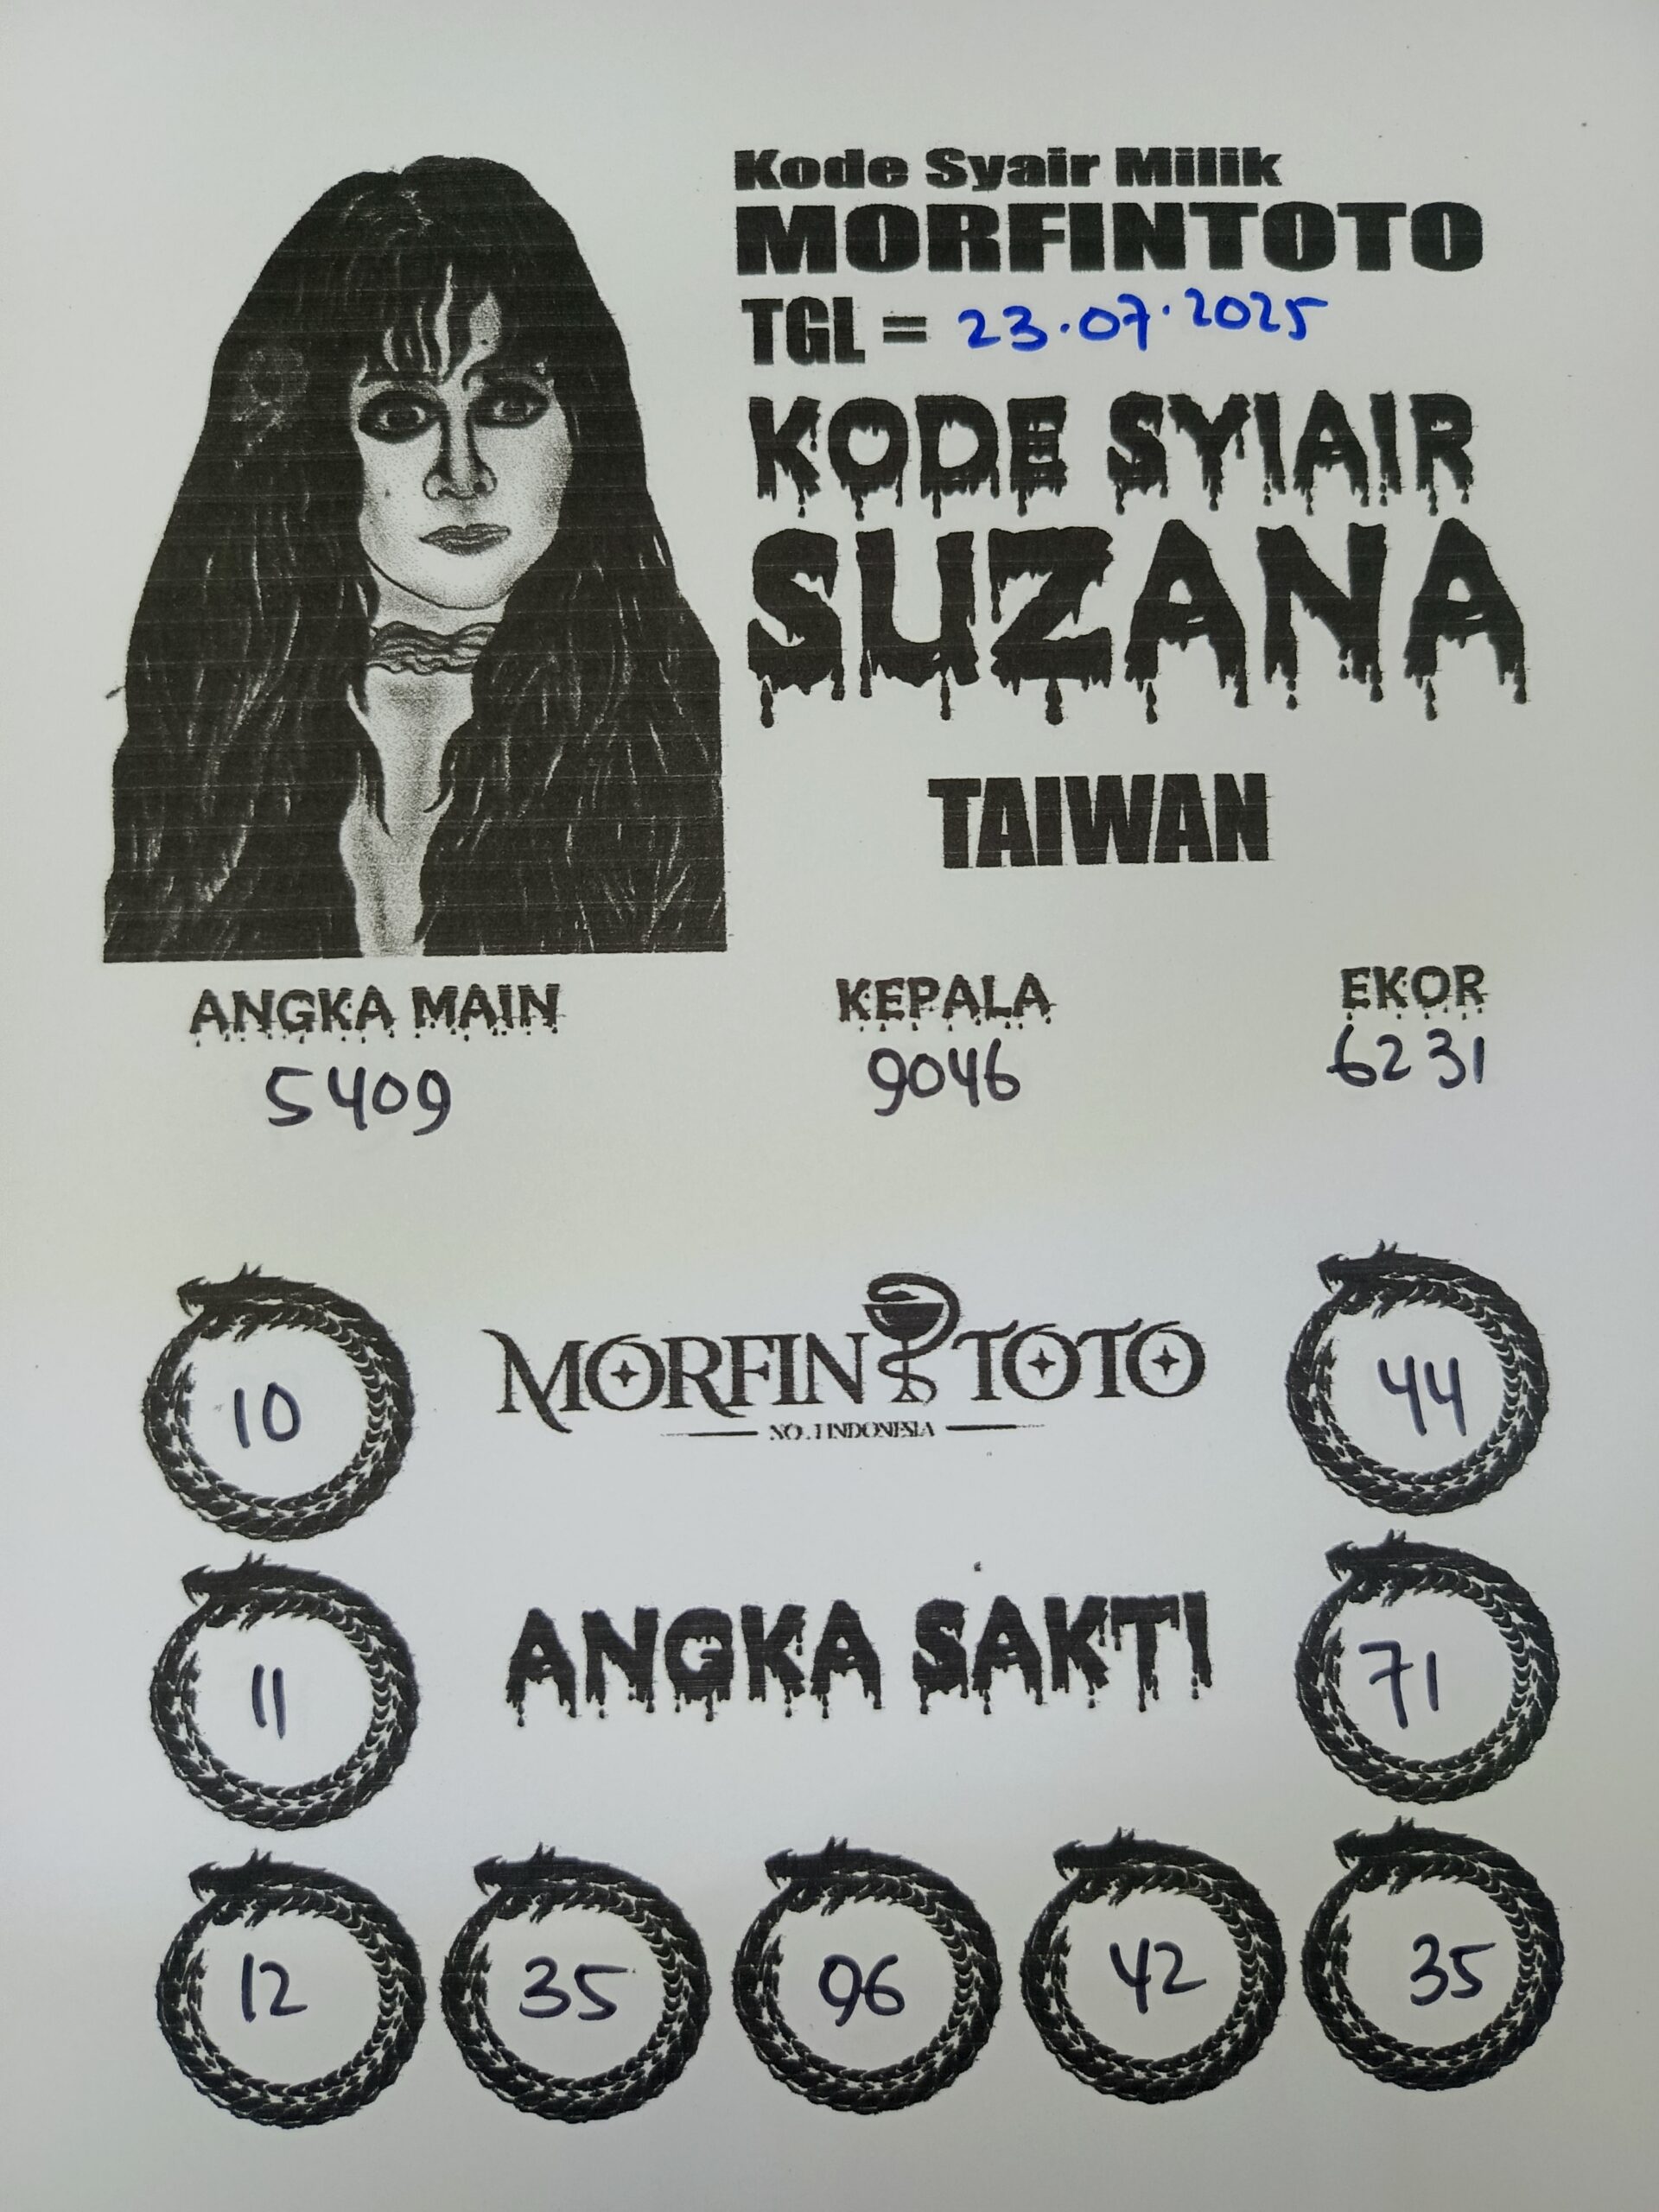 Kode Syair Milik
MORFINTOTO
TGL = 23.07.2025
KODE SYIAIR
SUZANA
TAIWAN
ANGKA MAIN KEPALA EKOR
5409 9046 6231
10 MORFIN TOTO 44
NO.1 INDONESIA
11 ANGKA SAKTI 71
12 35 96 42 35